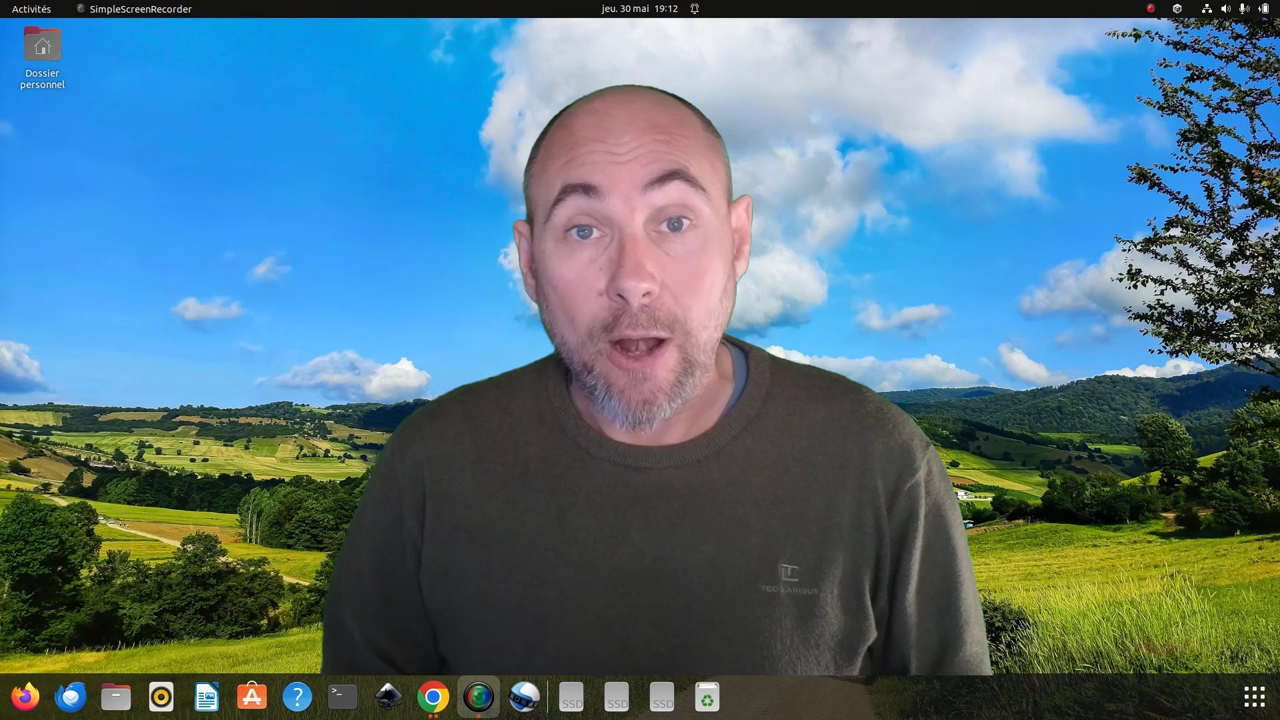 Activités
SimpleScreenRecorder
jeu. 30 mai 19:12
Dossier
personnel
SSD
SSD
SSD